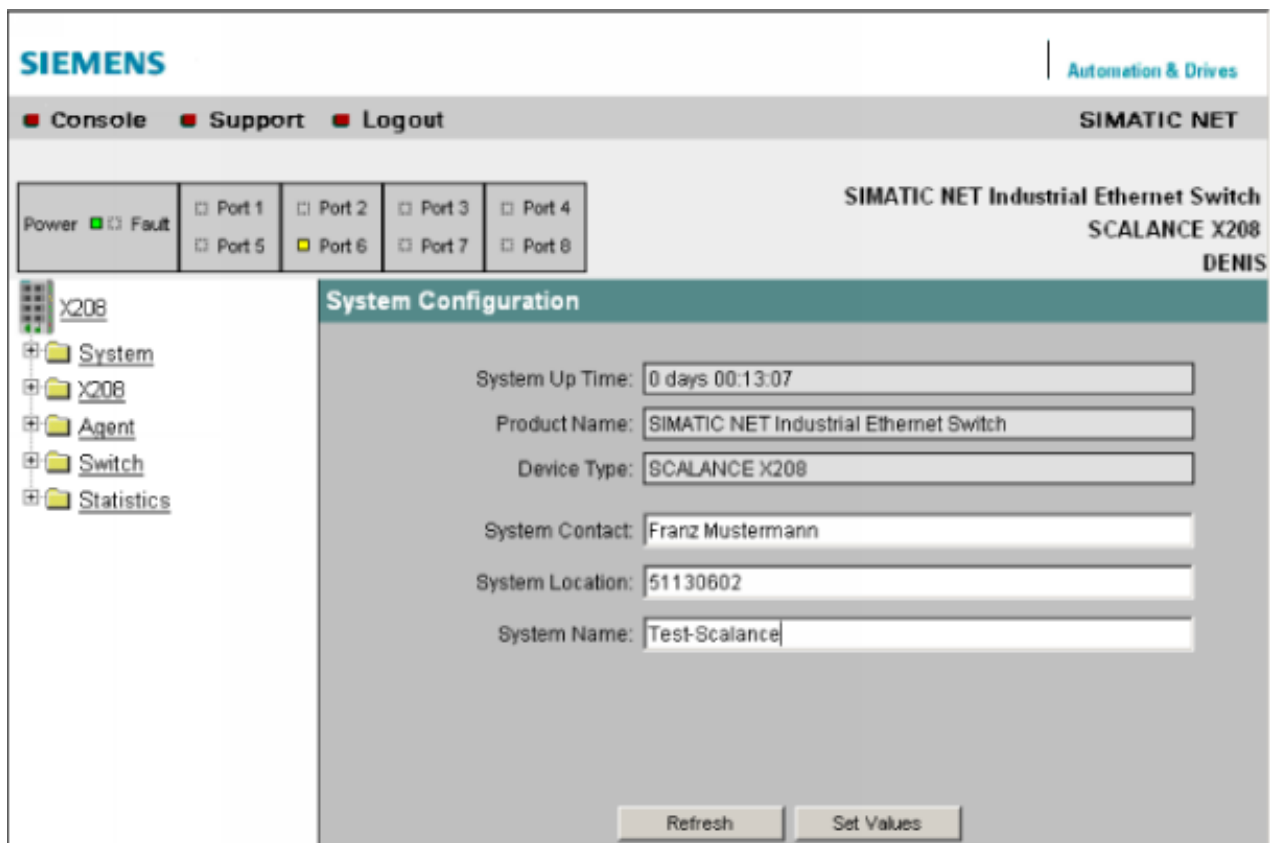 SIEMENS
Automation & Drives
Console Support Logout SIMATIC NET
Power Fault Port 1 Port 2 Port 3 Port 4
Port 5 Port 6 Port 7 Port 8
SIMATIC NET Industrial Ethernet Switch
SCALANCE X208
DENIS
X208
System
X208
Agent
Switch
Statistics
System Configuration
System Up Time: 0 days 00:13:07
Product Name: SIMATIC NET Industrial Ethernet Switch
Device Type: SCALANCE X208
System Contact: Franz Mustermann
System Location: 51130602
System Name: Test-Scalance
Refresh Set Values